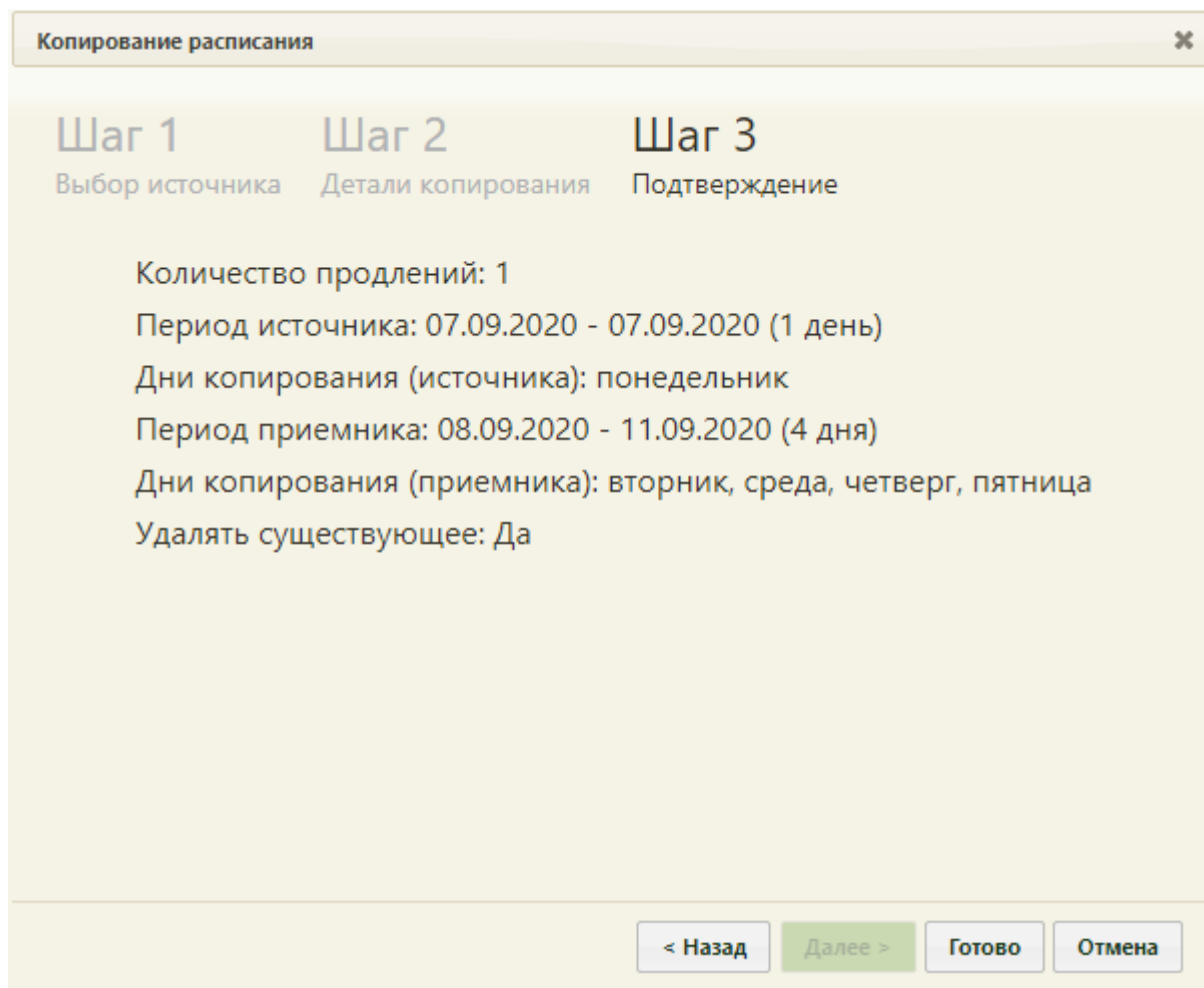 Копирование расписания
Шаг 1 Шаг 2 Шаг 3
Выбор источника Детали копирования Подтверждение
Количество продлений: 1
Период источника: 07.09.2020 - 07.09.2020 (1 день)
Дни копирования (источника): понедельник
Период приемника: 08.09.2020 - 11.09.2020 (4 дня)
Дни копирования (приемника): вторник, среда, четверг, пятница
Удалять существующее: Да
< Назад Далее > Готово Отмена